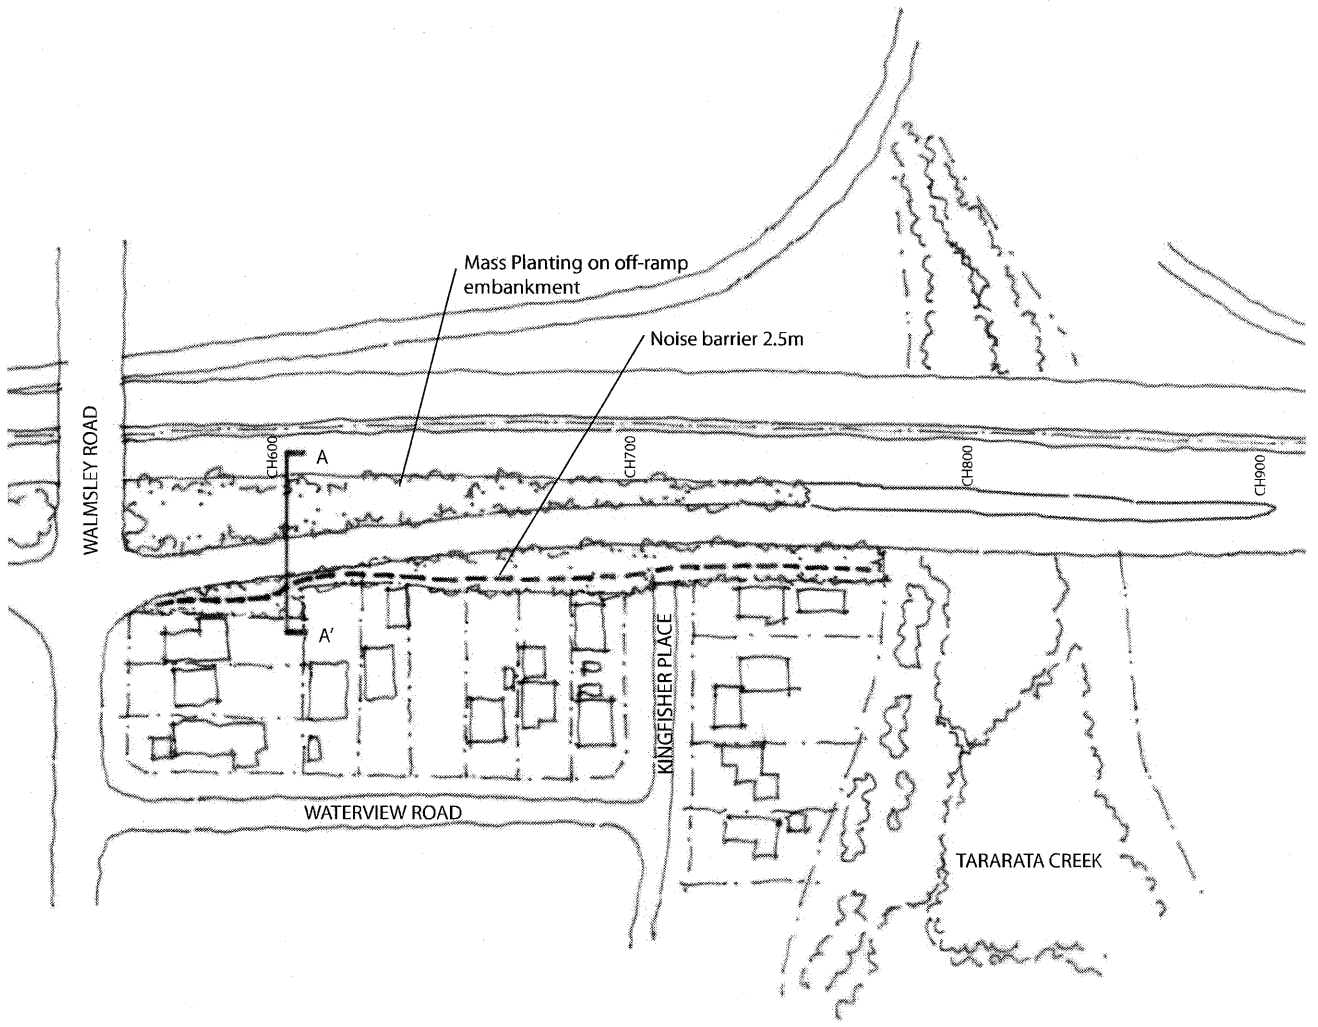 Mass Planting on off-ramp
embankment
Noise barrier 2.5m
WALMSLEY ROAD
CH600
A
CH700
CH800
CH900
A'
KINGFISHER PLACE
WATERVIEW ROAD
TARARATA CREEK